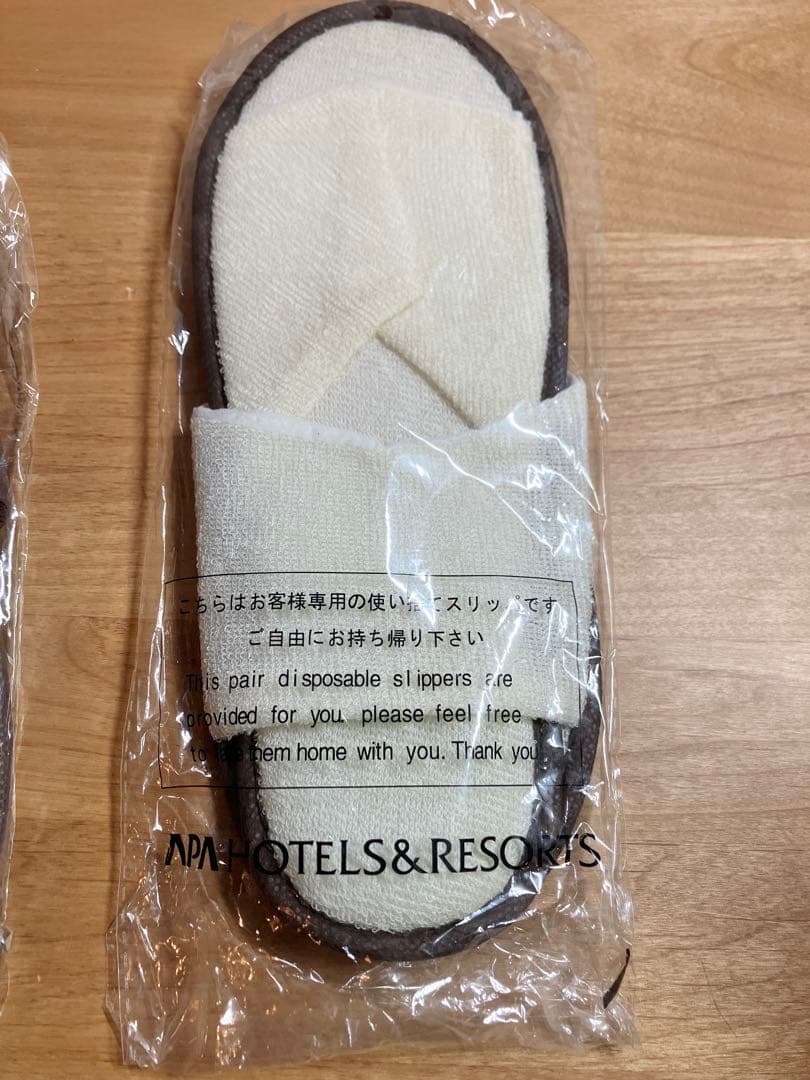 こちらはお客様専用の使い捨てスリッパです
ご自由にお持ち帰り下さい
This pair disposable slippers are
provided for you. please feel free
to take them home with you. Thank you
APA HOTELS&RESORTS